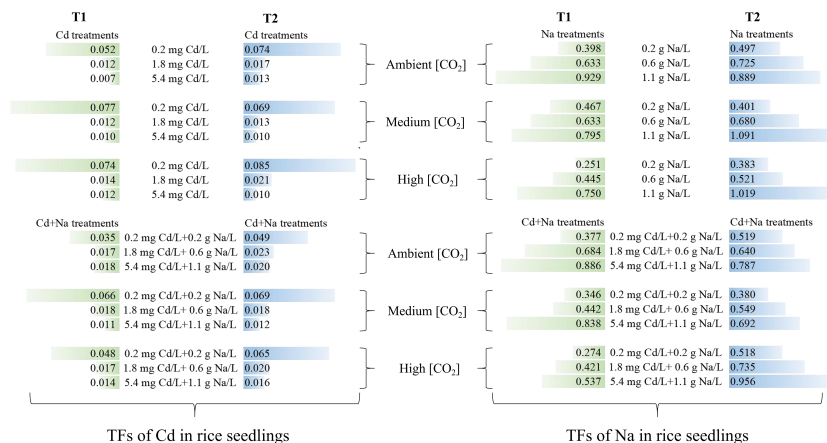 T1 T2 T1 T2
Cd treatments Cd treatments Na treatments Na treatments
0.052 0.2 mg Cd/L 0.074 0.398 0.2 g Na/L 0.497
0.012 1.8 mg Cd/L 0.017 Ambient [CO2] 0.633 0.6 g Na/L 0.725
0.007 5.4 mg Cd/L 0.013 0.929 1.1 g Na/L 0.889
0.077 0.2 mg Cd/L 0.069 0.467 0.2 g Na/L 0.401
0.012 1.8 mg Cd/L 0.013 Medium [CO2] 0.633 0.6 g Na/L 0.680
0.010 5.4 mg Cd/L 0.010 0.795 1.1 g Na/L 1.091
0.074 0.2 mg Cd/L 0.085 0.251 0.2 g Na/L 0.383
0.014 1.8 mg Cd/L 0.021 High [CO2] 0.445 0.6 g Na/L 0.521
0.012 5.4 mg Cd/L 0.010 0.750 1.1 g Na/L 1.019
Cd+Na treatments Cd+Na treatments Cd+Na treatments Cd+Na treatments
0.035 0.2 mg Cd/L+0.2 g Na/L 0.049 0.377 0.2 mg Cd/L+0.2 g Na/L 0.519
0.017 1.8 mg Cd/L+ 0.6 g Na/L 0.023 Ambient [CO2] 0.684 1.8 mg Cd/L+ 0.6 g Na/L 0.640
0.018 5.4 mg Cd/L+1.1 g Na/L 0.020 0.886 5.4 mg Cd/L+1.1 g Na/L 0.787
0.066 0.2 mg Cd/L+0.2 g Na/L 0.069 0.346 0.2 mg Cd/L+0.2 g Na/L 0.380
0.018 1.8 mg Cd/L+ 0.6 g Na/L 0.018 Medium [CO2] 0.442 1.8 mg Cd/L+ 0.6 g Na/L 0.549
0.011 5.4 mg Cd/L+1.1 g Na/L 0.012 0.838 5.4 mg Cd/L+1.1 g Na/L 0.692
0.048 0.2 mg Cd/L+0.2 g Na/L 0.065 0.274 0.2 mg Cd/L+0.2 g Na/L 0.518
0.017 1.8 mg Cd/L+ 0.6 g Na/L 0.020 High [CO2] 0.421 1.8 mg Cd/L+ 0.6 g Na/L 0.735
0.014 5.4 mg Cd/L+1.1 g Na/L 0.016 0.537 5.4 mg Cd/L+1.1 g Na/L 0.956
TFs of Cd in rice seedlings TFs of Na in rice seedlings